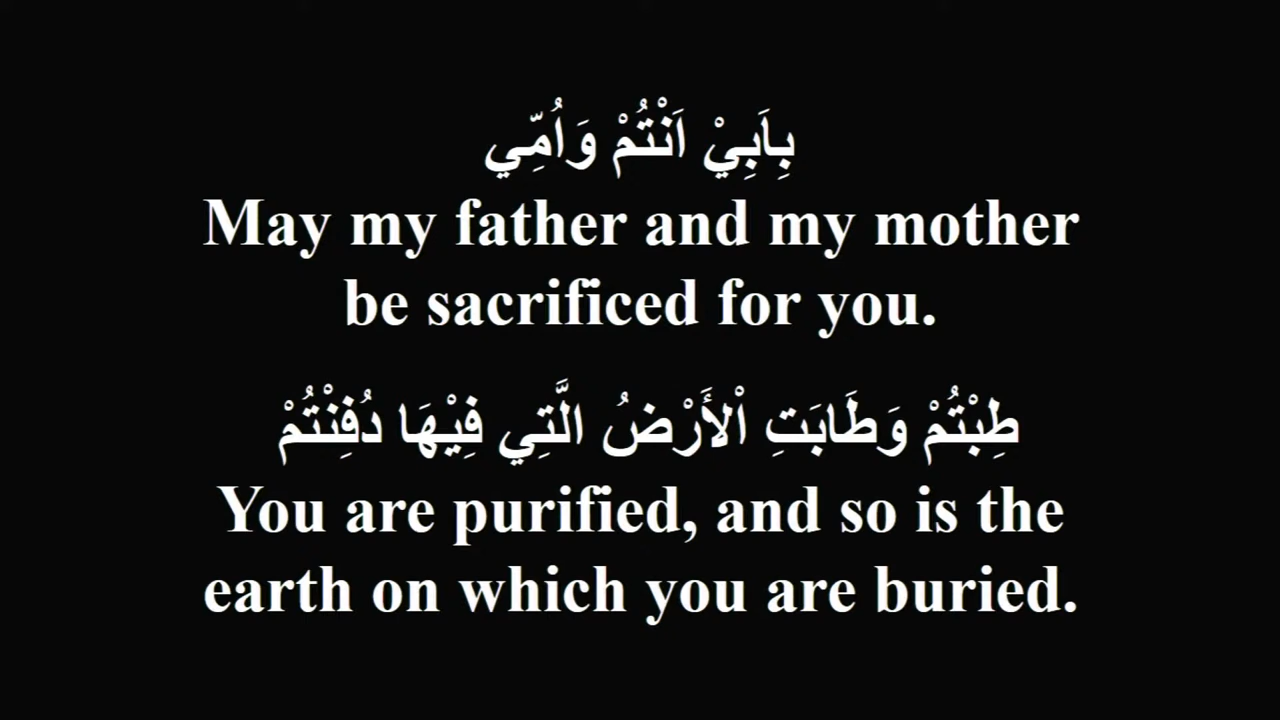 بِاَبِيْ اَنْتُمْ وَاُمِّي
May my father and my mother
be sacrificed for you.
طِبْتُمْ وَطَابَتِ اْلأَرْضُ الَّتِي فِيْهَا دُفِنْتُمْ
You are purified, and so is the
earth on which you are buried.